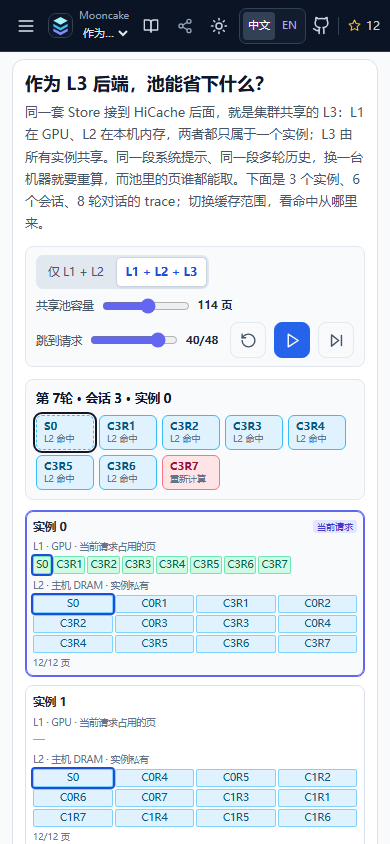 Mooncake
作为...
中文 EN
12
作为 L3 后端，池能省下什么？
同一套 Store 接到 HiCache 后面，就是集群共享的 L3：L1
在 GPU、L2 在本机内存，两者都只属于一个实例；L3 由
所有实例共享。同一段系统提示、同一段多轮历史，换一台
机器就要重算，而池里的页谁都能取。下面是 3 个实例、6
个会话、8 轮对话的 trace；切换缓存范围，看命中从哪里
来。
仅 L1 + L2 L1 + L2 + L3
共享池容量 114 页
跳到请求 40/48
第 7轮 • 会话 3 • 实例 0
S0 C3R1 C3R2 C3R3 C3R4
L2 命中 L2 命中 L2 命中 L2 命中 L2 命中
C3R5 C3R6 C3R7
L2 命中 L2 命中 重新计算
实例 0 当前请求
L1 · GPU · 当前请求占用的页
S0 C3R1 C3R2 C3R3 C3R4 C3R5 C3R6 C3R7
L2 · 主机 DRAM · 实例私有
S0 C0R1 C3R1 C0R2
C3R2 C0R3 C3R3 C0R4
C3R4 C3R5 C3R6 C3R7
12/12 页
实例 1
L1 · GPU · 当前请求占用的页
—
L2 · 主机 DRAM · 实例私有
S0 C0R4 C0R5 C1R2
C0R6 C0R7 C1R3 C1R1
C1R7 C1R4 C1R5 C1R6
12/12 页